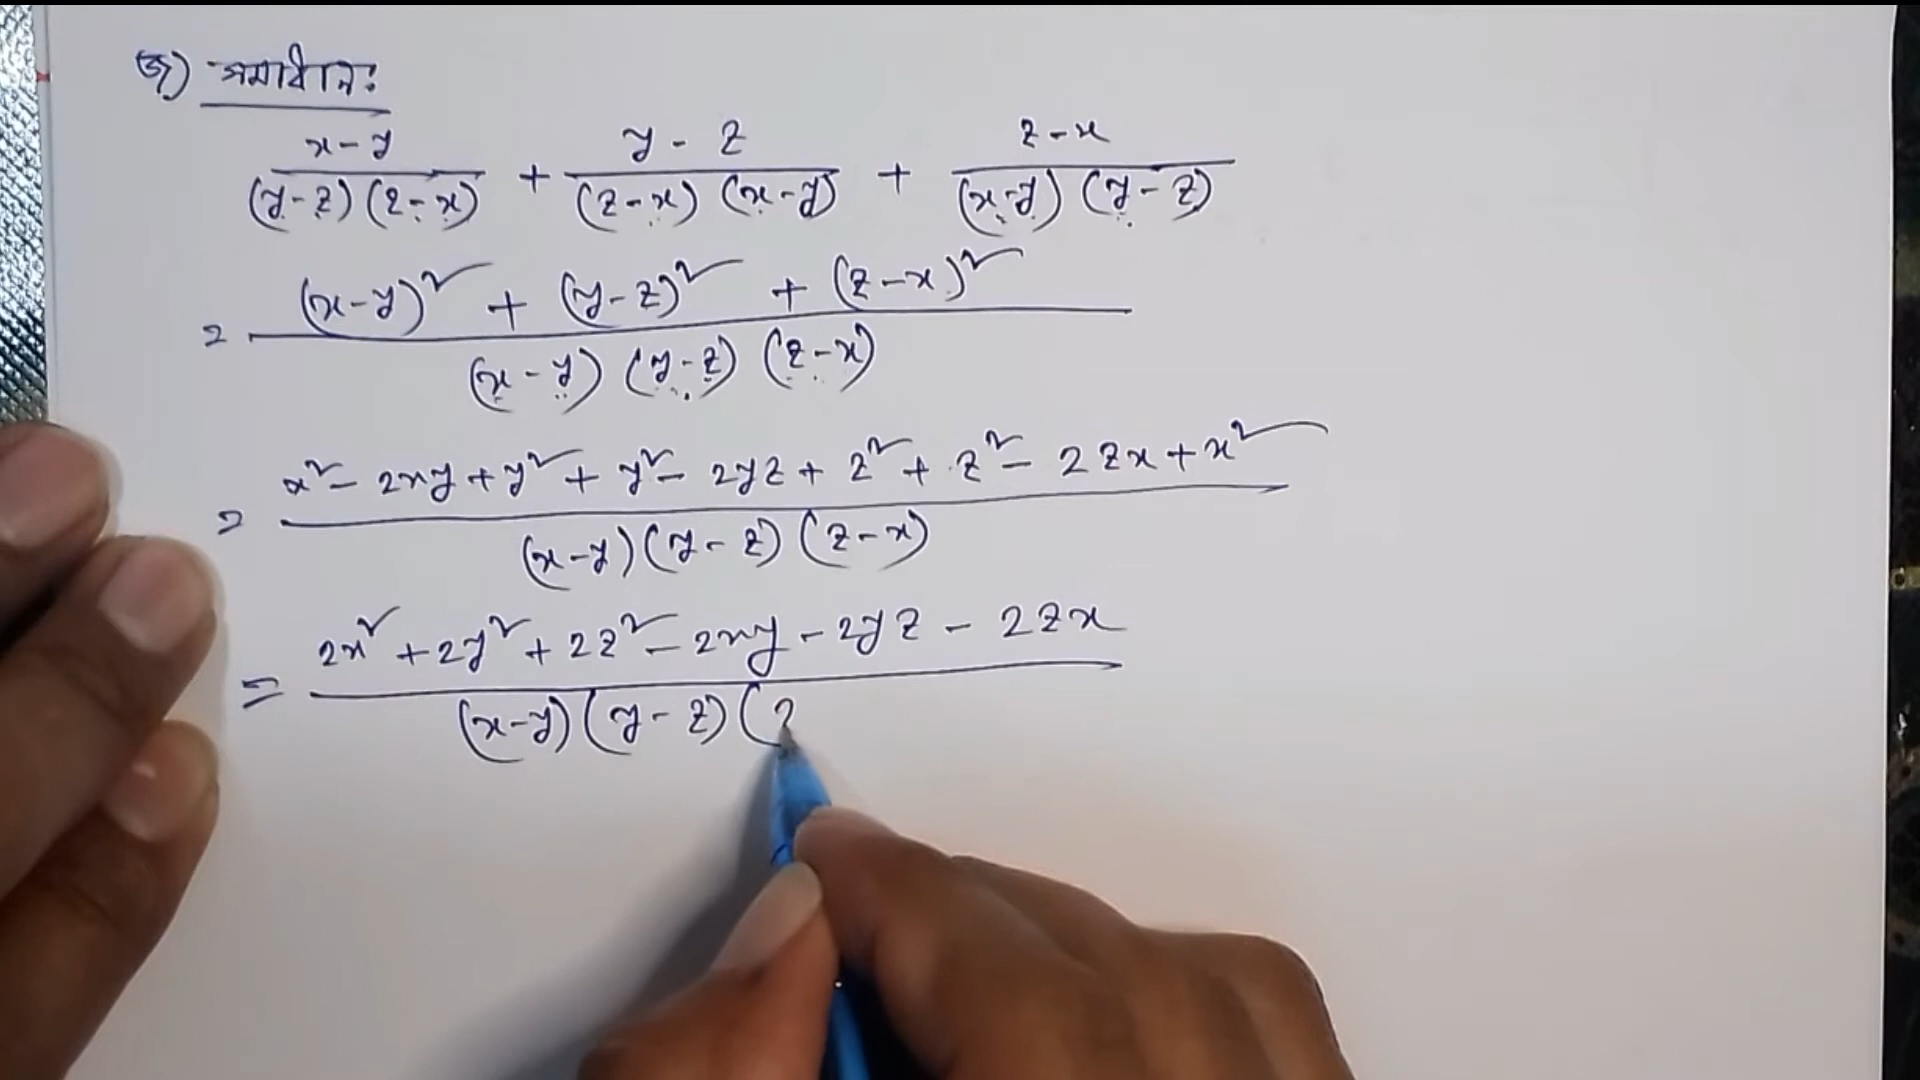 জ) সমাধান:
x-y/(y-z)(z-x) + y-z/(z-x)(x-y) + z-x/(x-y)(y-z)
= (x-y)² + (y-z)² + (z-x)²/(x-y)(y-z)(z-x)
= x² - 2xy + y² + y² - 2yz + z² + z² - 2zx + x²/(x-y)(y-z)(z-x)
= 2x² + 2y² + 2z² - 2xy - 2yz - 2zx/(x-y)(y-z)(z